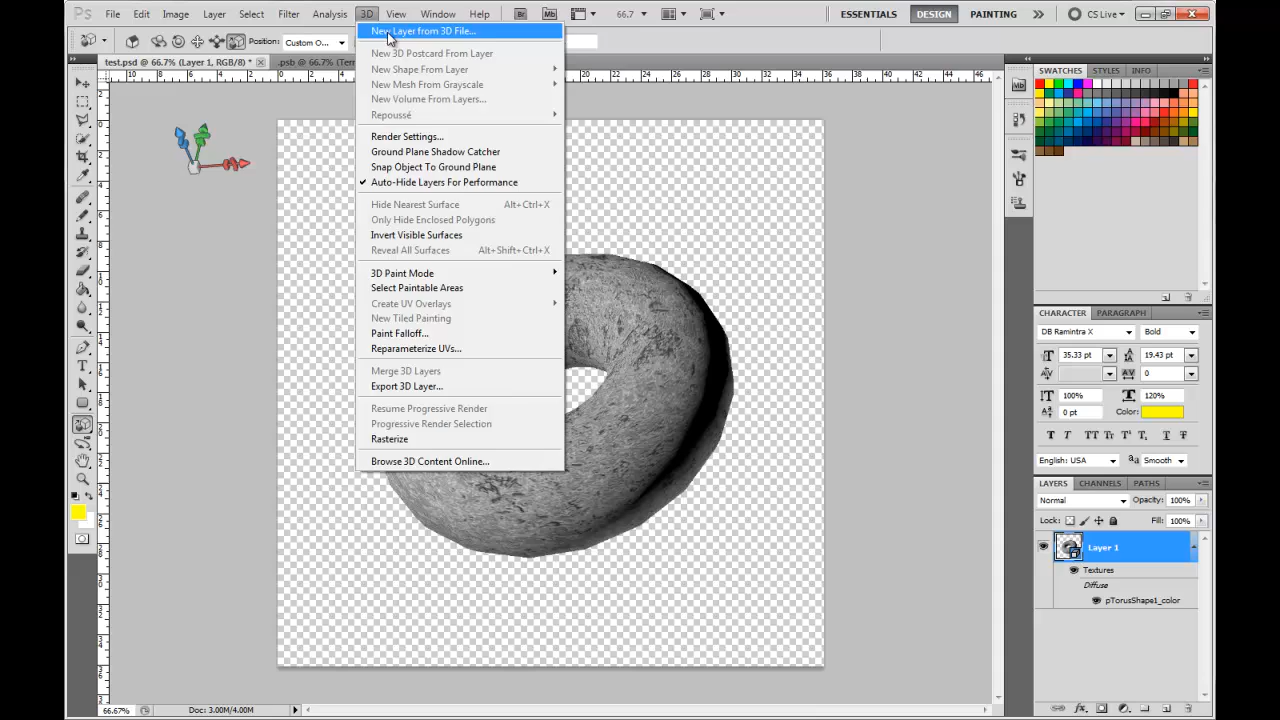 Ps File Edit Image Layer Select Filter Analysis 3D View Window Help Br Mb 66.7 ESSENTIALS DESIGN PAINTING CS Live
Position: Custom O...
test.psd @ 66.7% (Layer 1, RGB/8) *
New Layer from 3D File...
New 3D Postcard From Layer
New Shape From Layer
New Mesh From Grayscale
New Volume From Layers...
Repoussé
Render Settings...
Ground Plane Shadow Catcher
Snap Object To Ground Plane
Auto-Hide Layers For Performance
Hide Nearest Surface Alt+Ctrl+X
Only Hide Enclosed Polygons
Invert Visible Surfaces
Reveal All Surfaces Alt+Shift+Ctrl+X
3D Paint Mode
Select Paintable Areas
Create UV Overlays
New Tiled Painting
Paint Falloff...
Reparameterize UVs...
Merge 3D Layers
Export 3D Layer...
Resume Progressive Render
Progressive Render Selection
Rasterize
Browse 3D Content Online...
SWATCHES STYLES INFO
CHARACTER PARAGRAPH
DB Ramintra X Bold
35.33 pt 19.43 pt
0
100% 120%
0 pt Color:
English: USA Smooth
LAYERS CHANNELS PATHS
Normal Opacity: 100%
Lock: Fill: 100%
Layer 1
Textures
Diffuse
pTorusShape1_color
66.67% Doc: 3.00M/4.00M